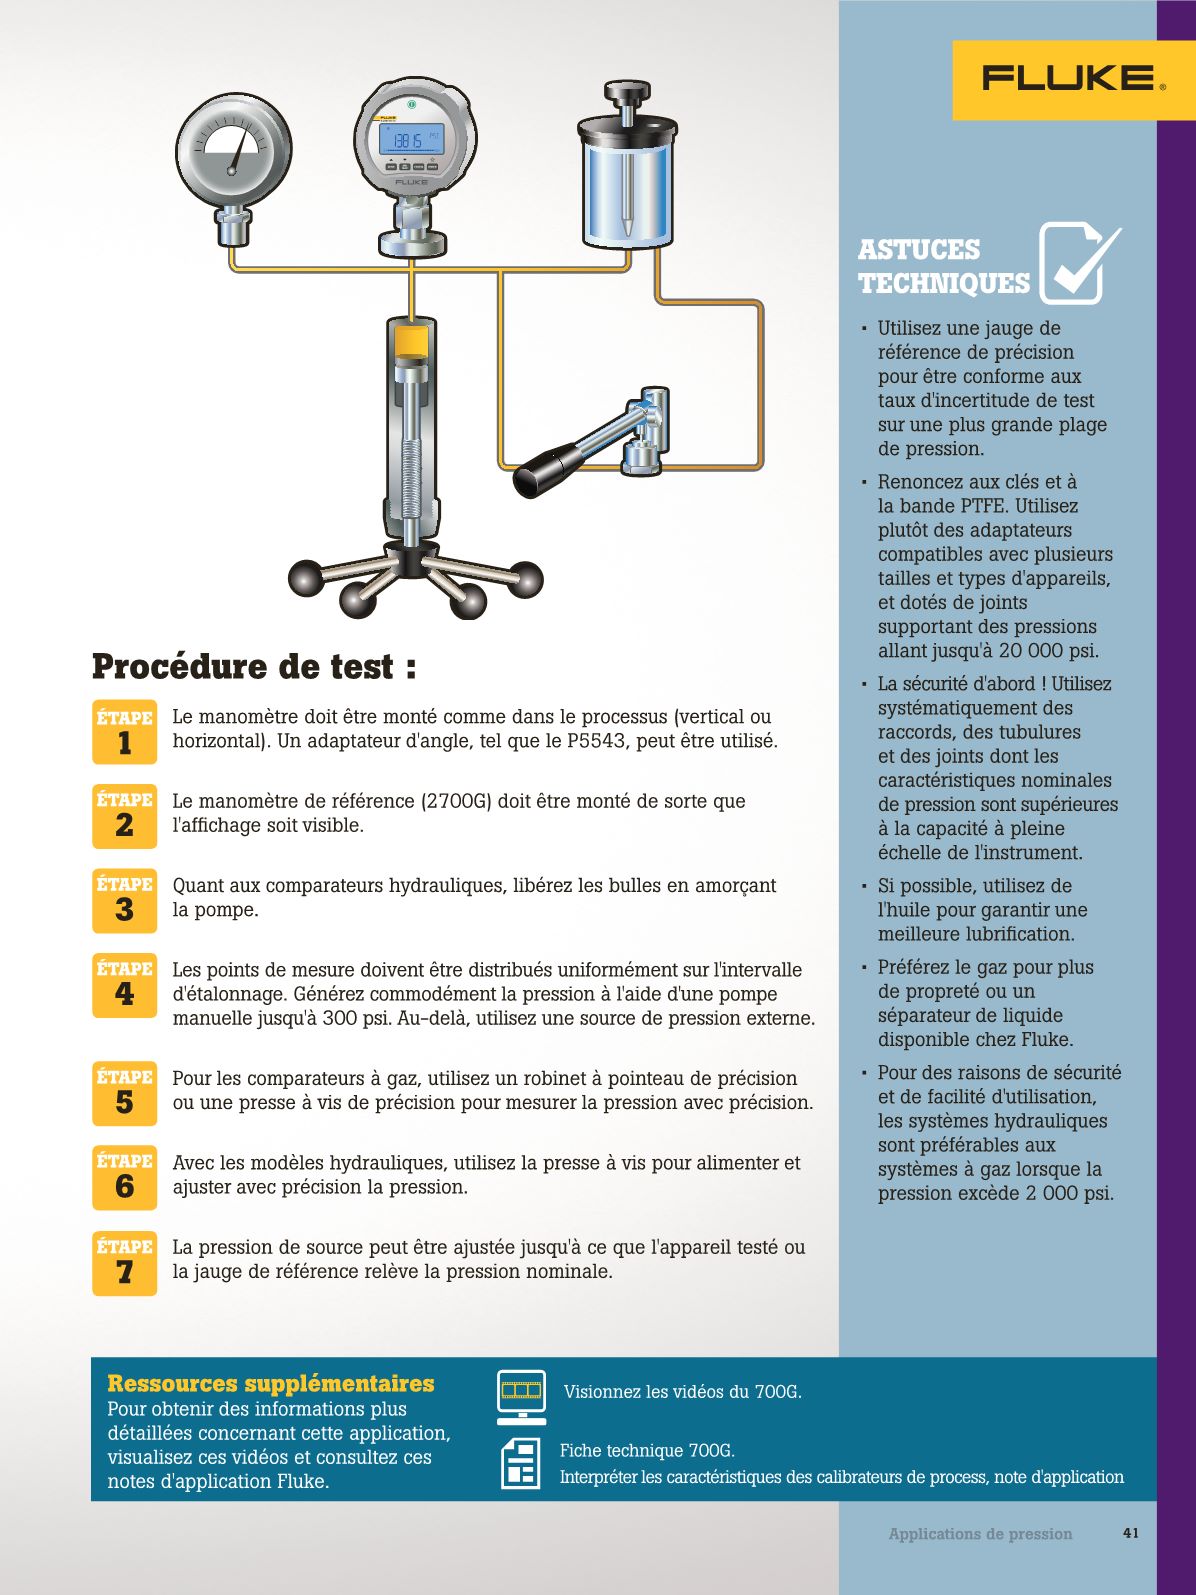 FLUKE®
13815 PSI
FLUKE
ASTUCES
TECHNIQUES
▪ Utilisez une jauge de
référence de précision
pour être conforme aux
taux d'incertitude de test
sur une plus grande plage
de pression.
▪ Renoncez aux clés et à
la bande PTFE. Utilisez
plutôt des adaptateurs
compatibles avec plusieurs
tailles et types d'appareils,
et dotés de joints
supportant des pressions
allant jusqu'à 20 000 psi.
▪ La sécurité d'abord ! Utilisez
systématiquement des
raccords, des tubulures
et des joints dont les
caractéristiques nominales
de pression sont supérieures
à la capacité à pleine
échelle de l'instrument.
▪ Si possible, utilisez de
l'huile pour garantir une
meilleure lubrification.
▪ Préférez le gaz pour plus
de propreté ou un
séparateur de liquide
disponible chez Fluke.
▪ Pour des raisons de sécurité
et de facilité d'utilisation,
les systèmes hydrauliques
sont préférables aux
systèmes à gaz lorsque la
pression excède 2 000 psi.
Procédure de test :
ÉTAPE
1
Le manomètre doit être monté comme dans le processus (vertical ou
horizontal). Un adaptateur d'angle, tel que le P5543, peut être utilisé.
ÉTAPE
2
Le manomètre de référence (2700G) doit être monté de sorte que
l'affichage soit visible.
ÉTAPE
3
Quant aux comparateurs hydrauliques, libérez les bulles en amorçant
la pompe.
ÉTAPE
4
Les points de mesure doivent être distribués uniformément sur l'intervalle
d'étalonnage. Générez commodément la pression à l'aide d'une pompe
manuelle jusqu'à 300 psi. Au-delà, utilisez une source de pression externe.
ÉTAPE
5
Pour les comparateurs à gaz, utilisez un robinet à pointeau de précision
ou une presse à vis de précision pour mesurer la pression avec précision.
ÉTAPE
6
Avec les modèles hydrauliques, utilisez la presse à vis pour alimenter et
ajuster avec précision la pression.
ÉTAPE
7
La pression de source peut être ajustée jusqu'à ce que l'appareil testé ou
la jauge de référence relève la pression nominale.
Ressources supplémentaires
Pour obtenir des informations plus
détaillées concernant cette application,
visualisez ces vidéos et consultez ces
notes d'application Fluke.
Visionnez les vidéos du 700G.
Fiche technique 700G.
Interpréter les caractéristiques des calibrateurs de process, note d'application
Applications de pression 41